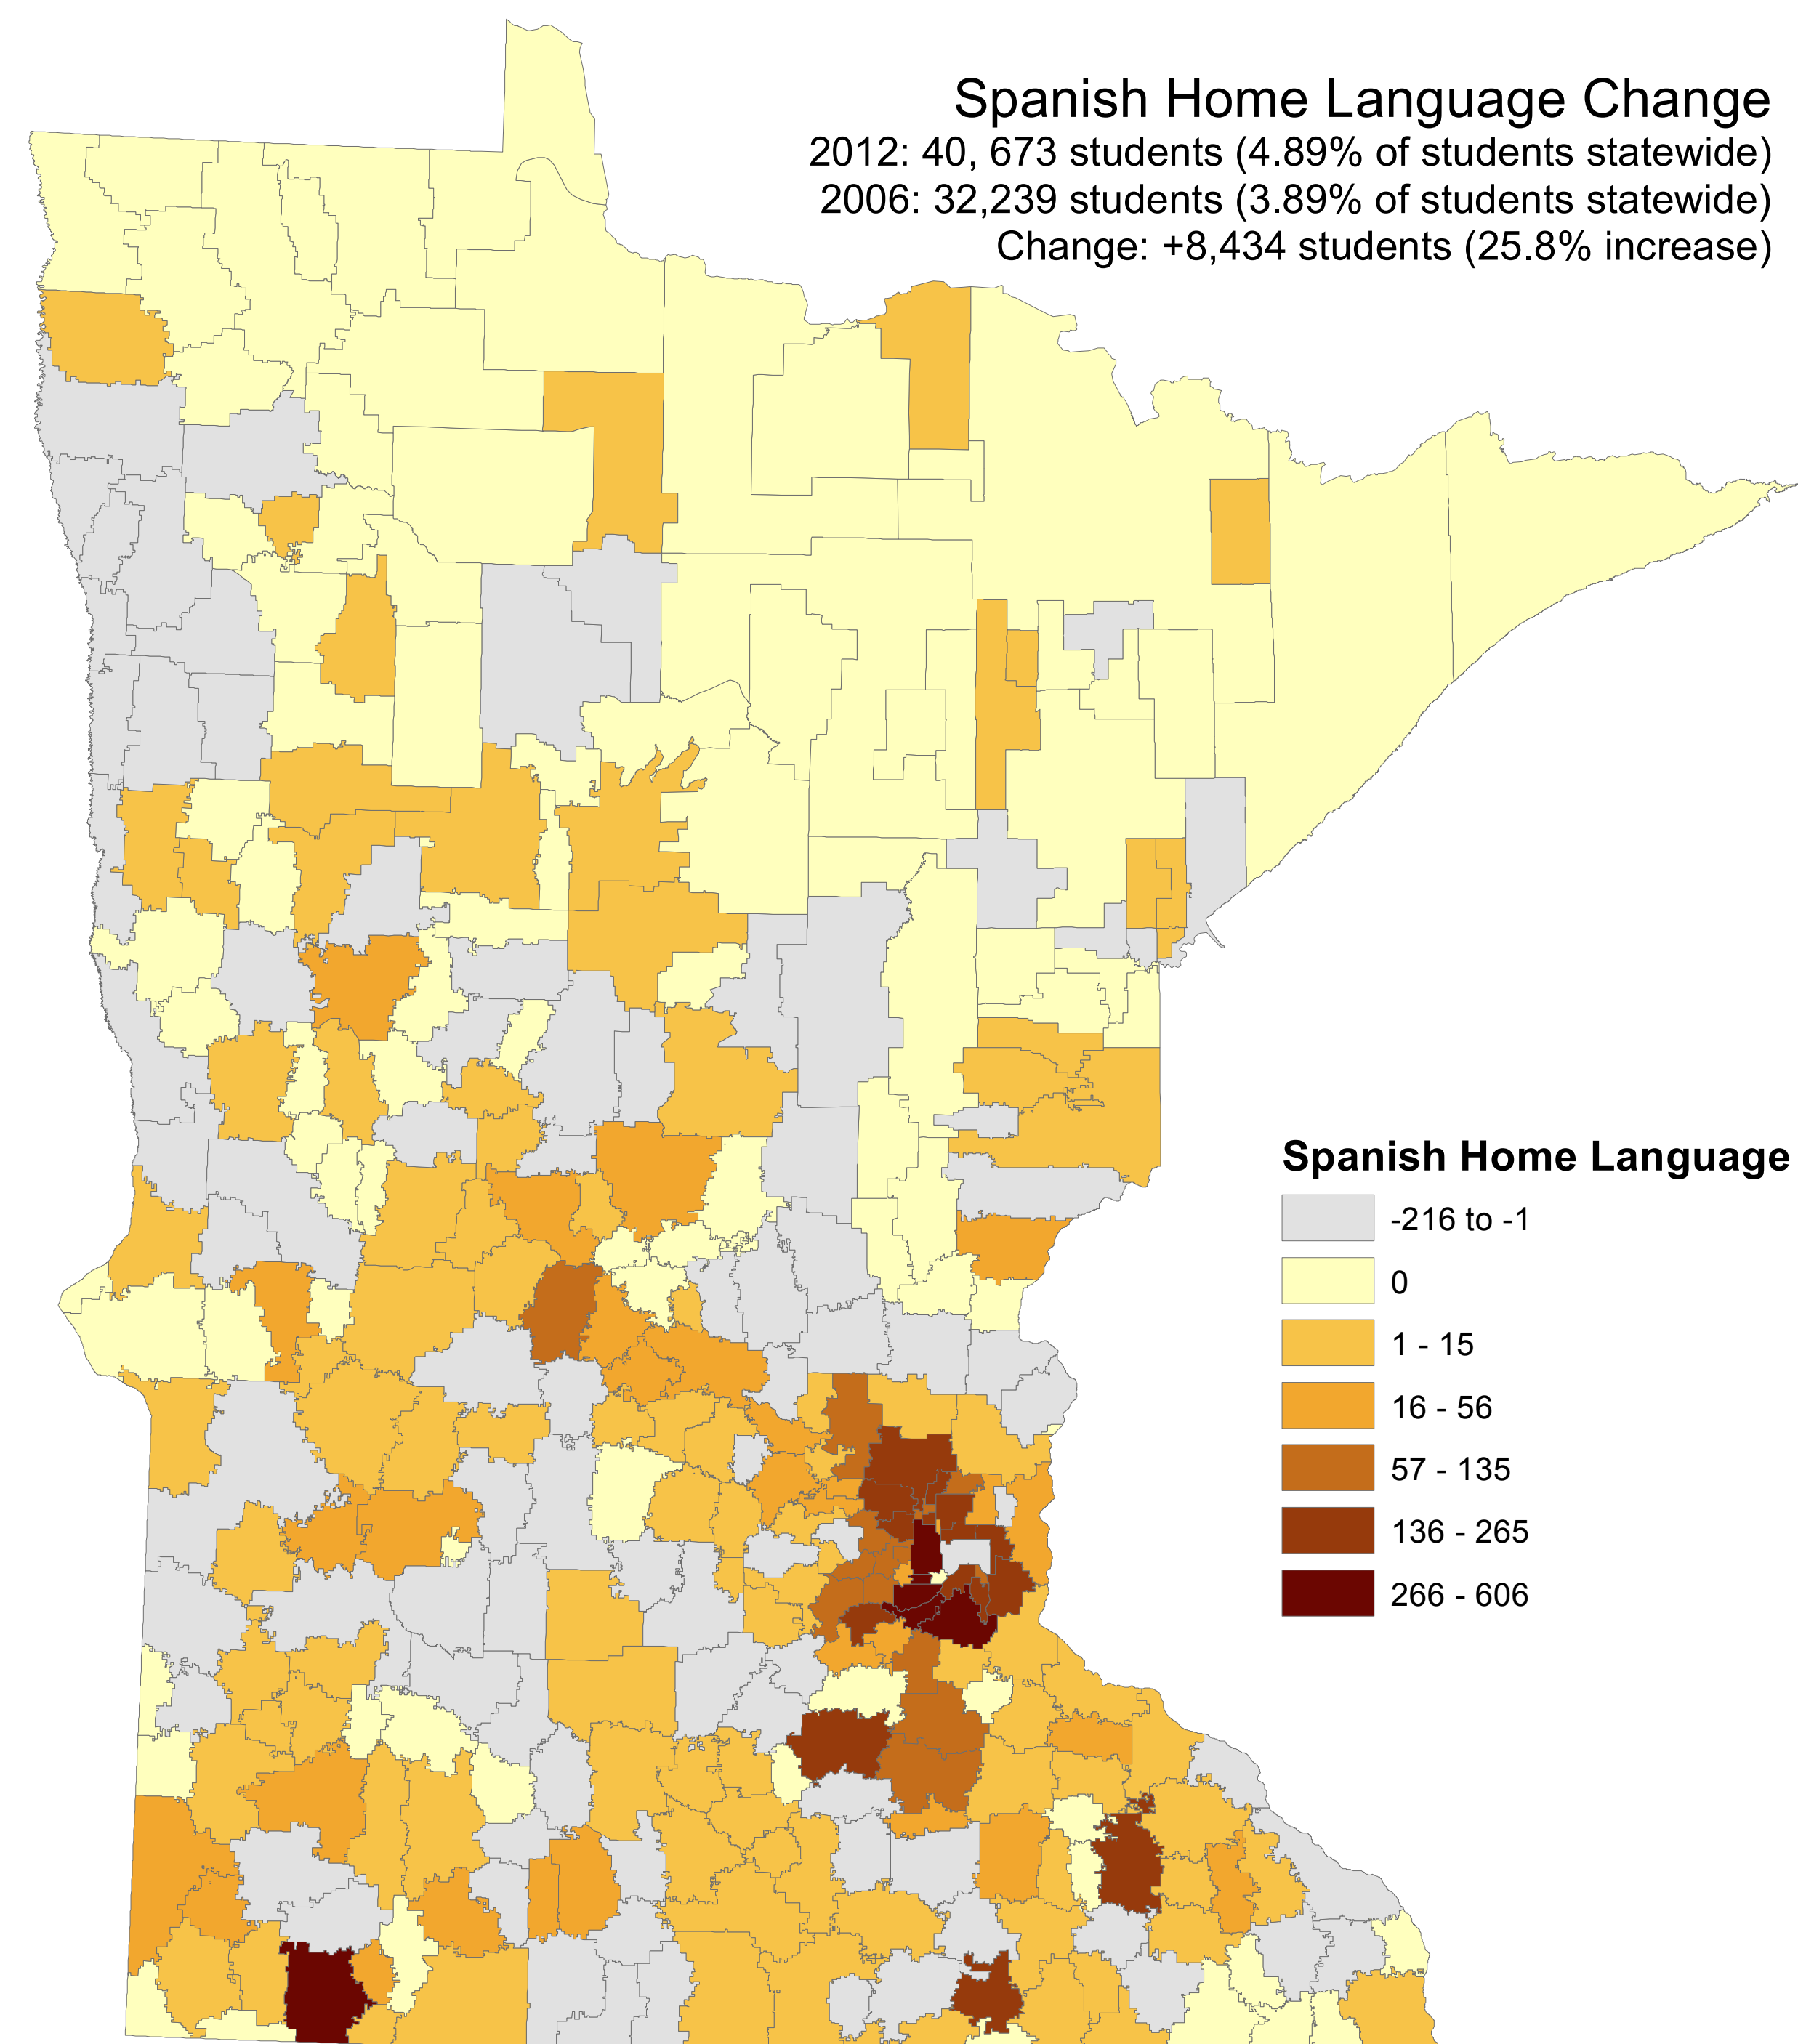 Spanish Home Language Change
2012: 40, 673 students (4.89% of students statewide)
2006: 32,239 students (3.89% of students statewide)
Change: +8,434 students (25.8% increase)
Spanish Home Language
-216 to -1
0
1 - 15
16 - 56
57 - 135
136 - 265
266 - 606